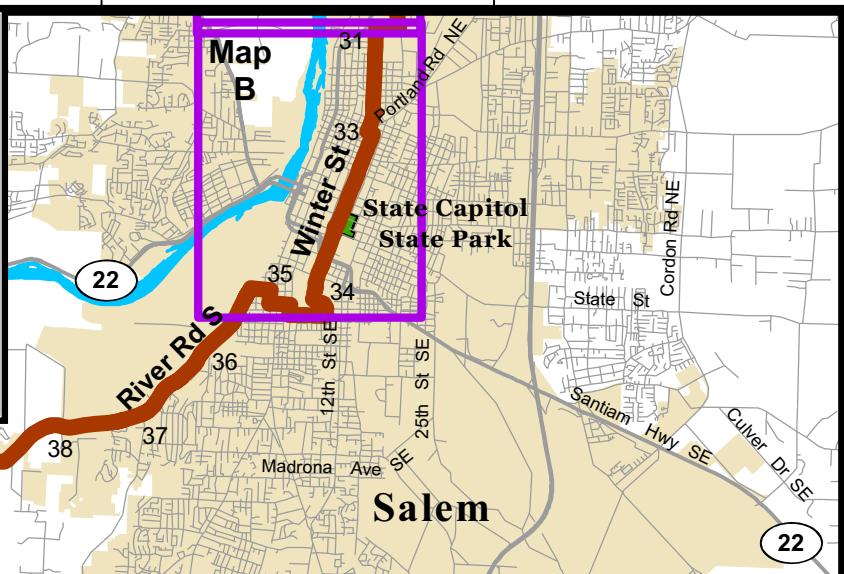 Map
B
31
Portland Rd NE
33
Winter St
State Capitol
State Park
Cordon Rd NE
22
35
34
State St
River Rd S
36
12th St SE
25th St SE
Santiam Hwy SE
Culver Dr SE
38
37
Madrona Ave SE
Salem
22